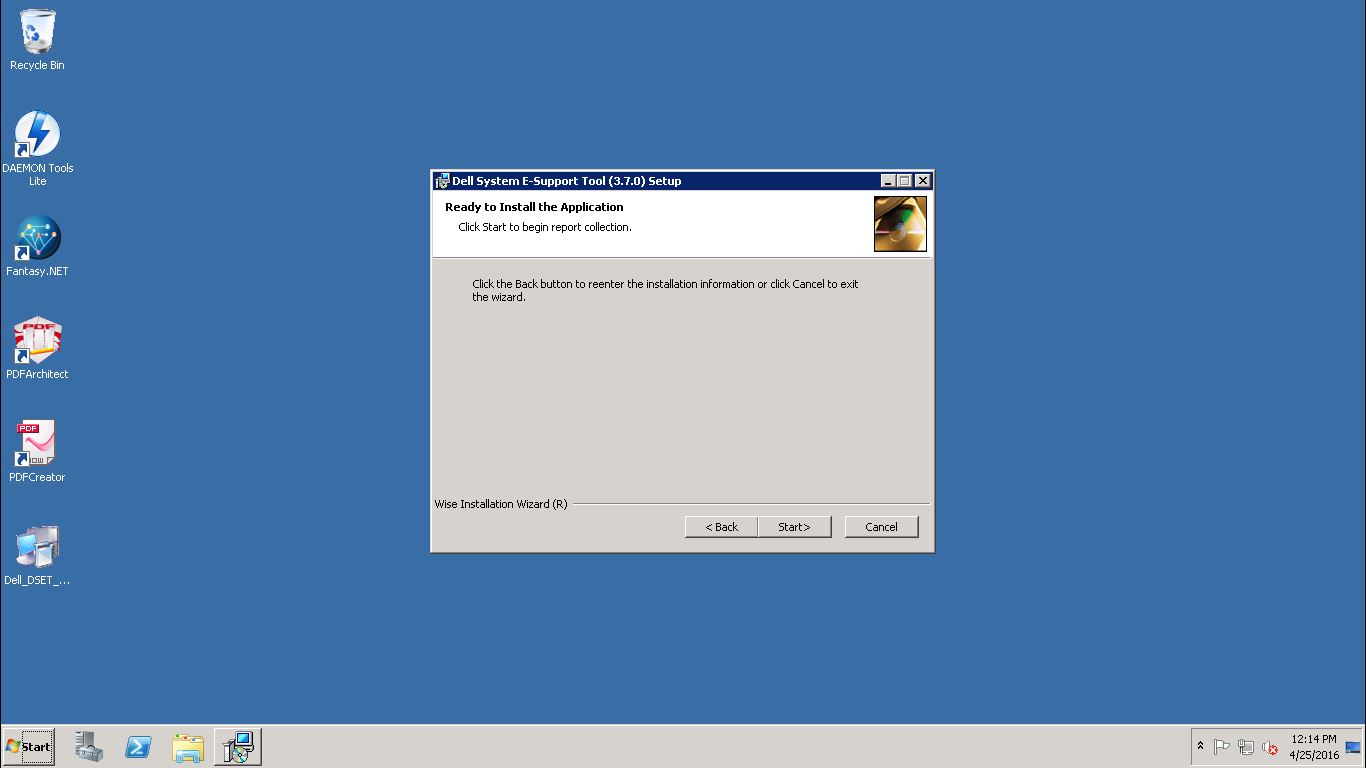 Recycle Bin
DAEMON Tools
Lite
Fantasy.NET
PDF
PDFArchitect
PDF
PDFCreator
Dell_DSET_...
Dell System E-Support Tool (3.7.0) Setup
Ready to Install the Application
Click Start to begin report collection.
Click the Back button to reenter the installation information or click Cancel to exit
the wizard.
Wise Installation Wizard (R)
< Back
Start>
Cancel
Start
12:14 PM
4/25/2016